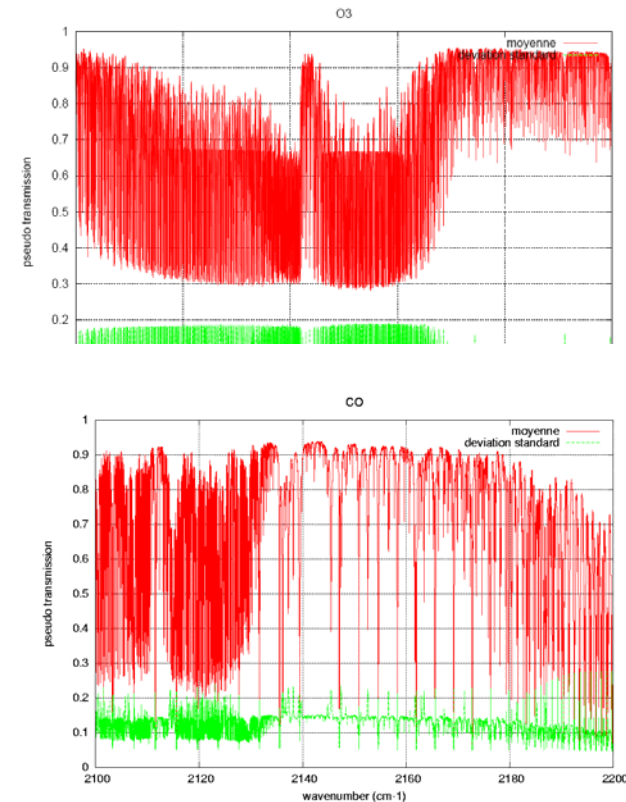 O3
1
moyenne
deviation standard
0.9
0.8
0.7
0.6
pseudo transmission
0.5
0.4
0.3
0.2
CO
1
moyenne
deviation standard
0.9
0.8
0.7
0.6
pseudo transmission
0.5
0.4
0.3
0.2
0.1
0
2100 2120 2140 2160 2180 2200
wavenumber (cm-1)